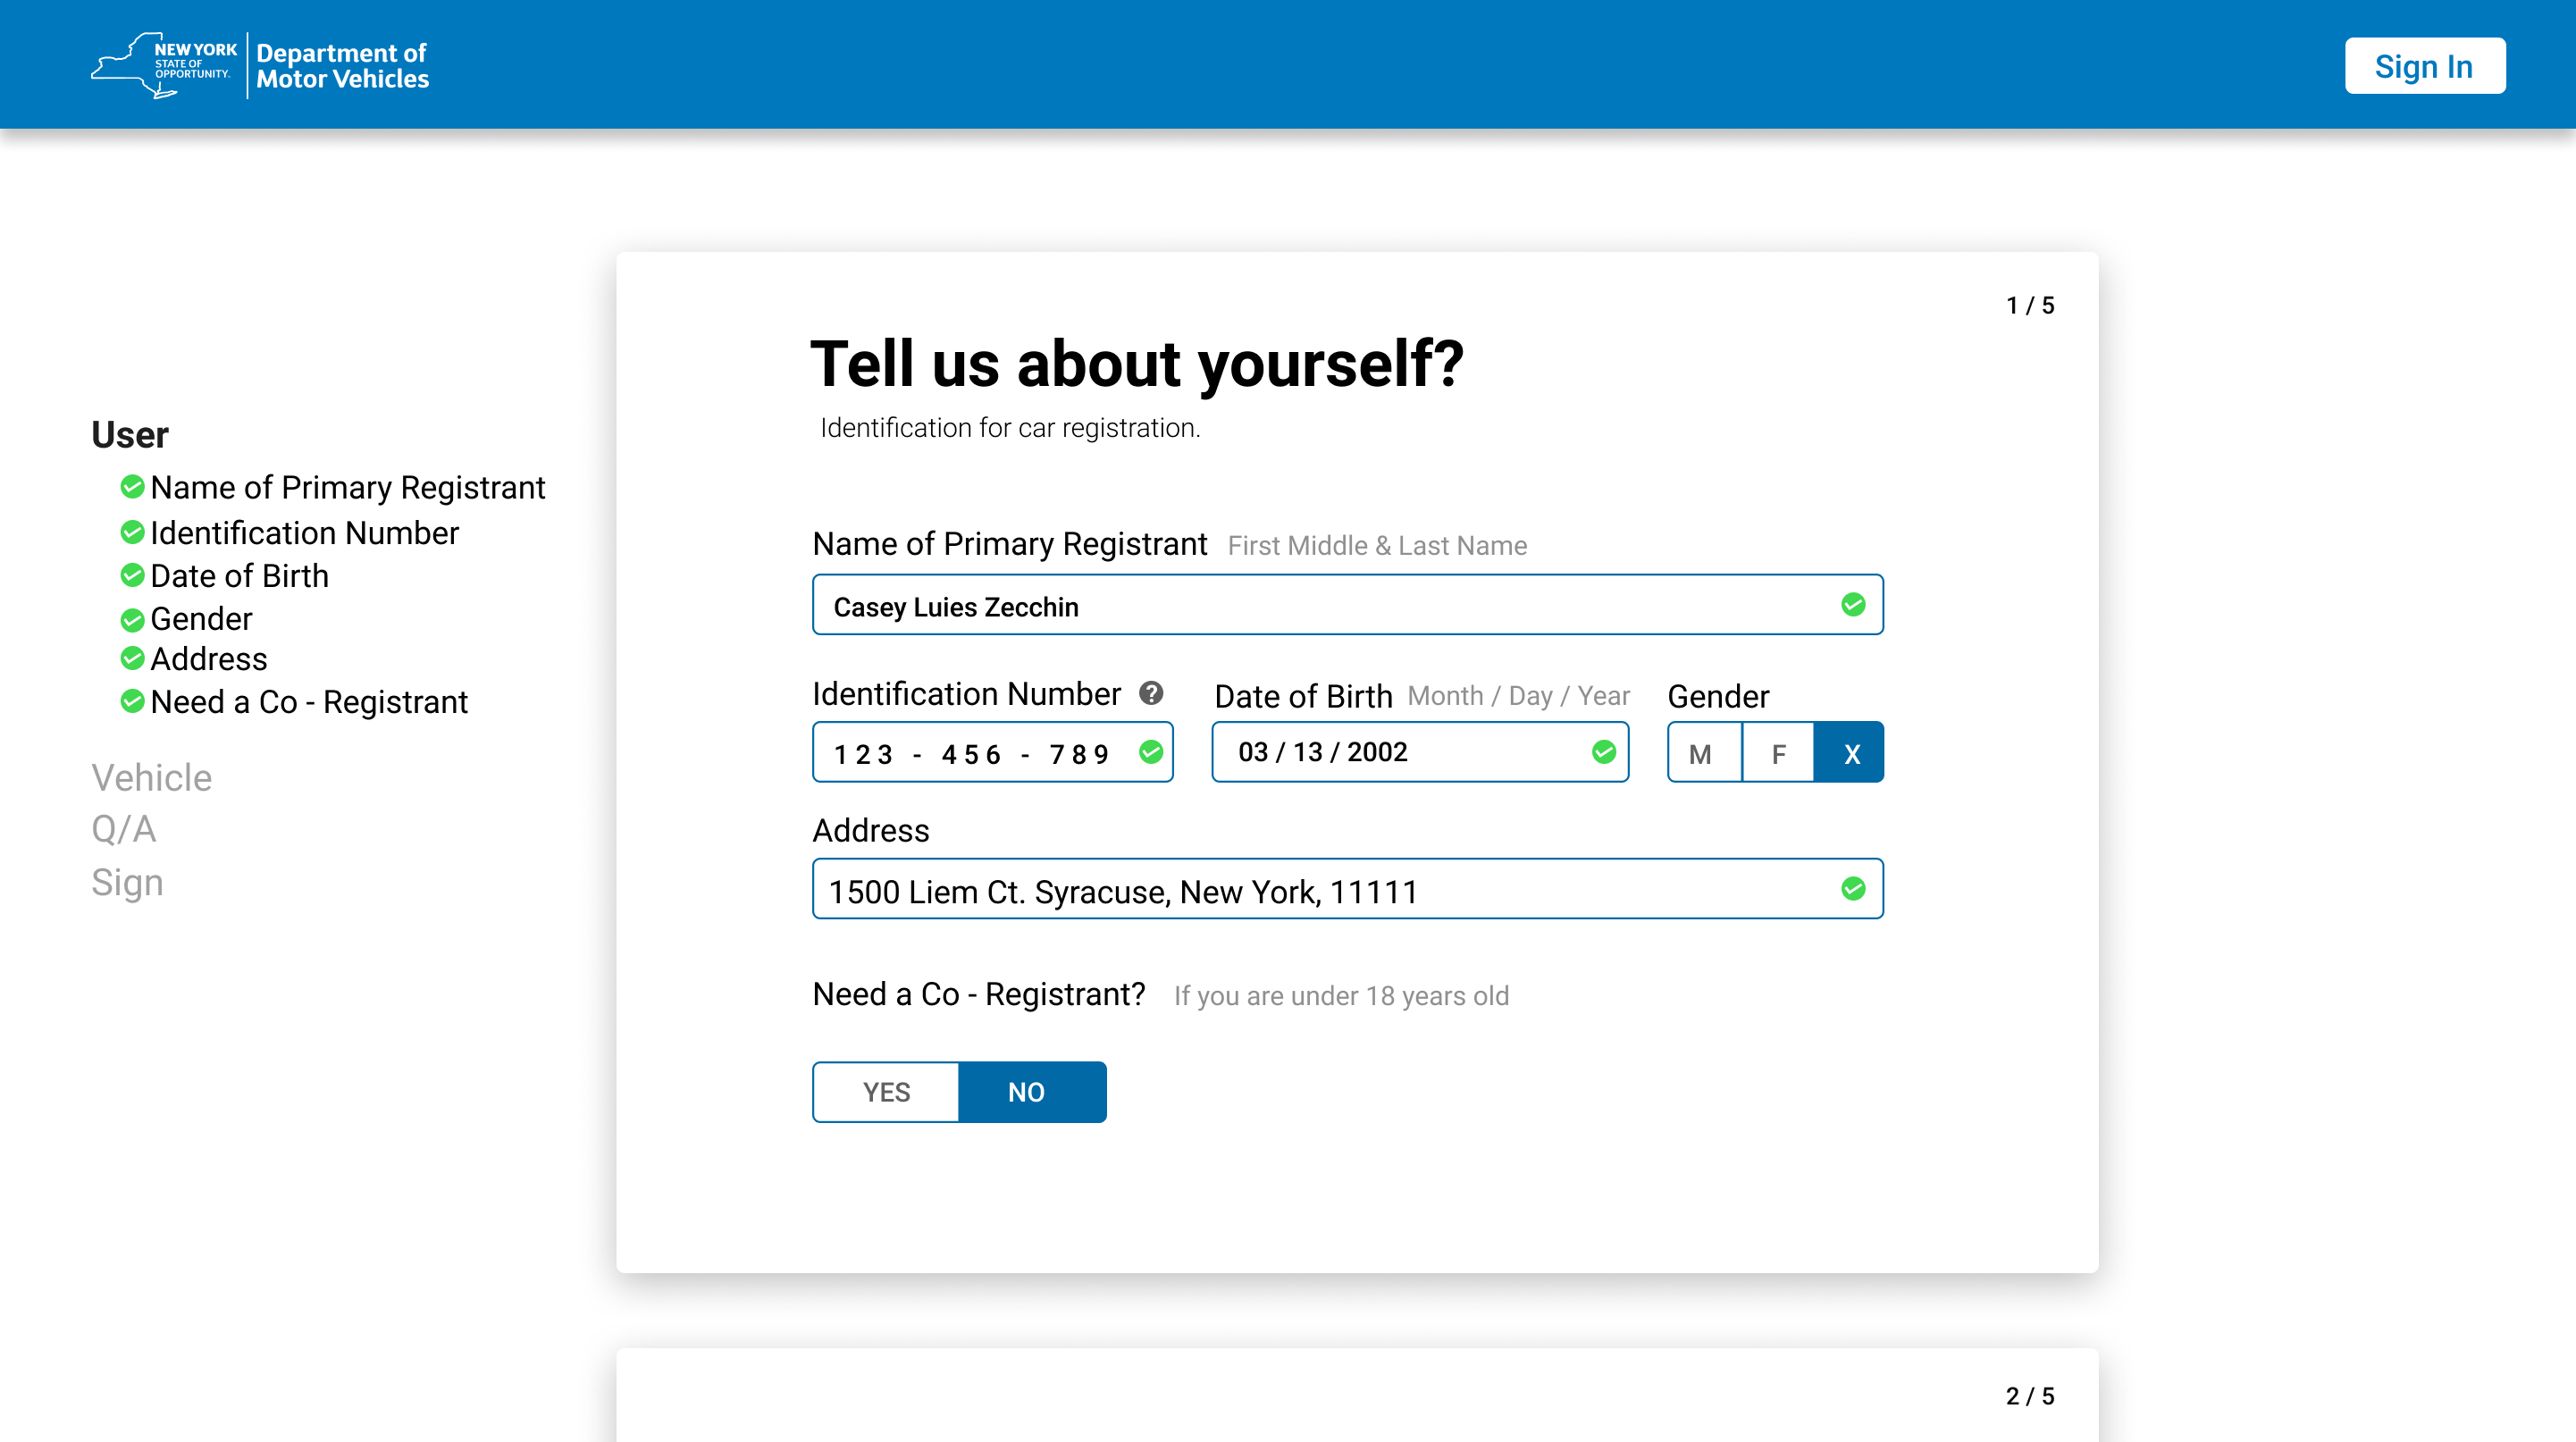 NEW YORK
STATE OF
OPPORTUNITY.
Department of
Motor Vehicles
Sign In
User
Name of Primary Registrant
Identification Number
Date of Birth
Gender
Address
Need a Co - Registrant
Vehicle
Q/A
Sign
1 / 5
Tell us about yourself?
Identification for car registration.
Name of Primary Registrant First Middle & Last Name
Casey Luies Zecchin
Identification Number ? Date of Birth Month / Day / Year Gender
123 - 456 - 789 03 / 13 / 2002 M F X
Address
1500 Liem Ct. Syracuse, New York, 11111
Need a Co - Registrant? If you are under 18 years old
YES NO
2 / 5